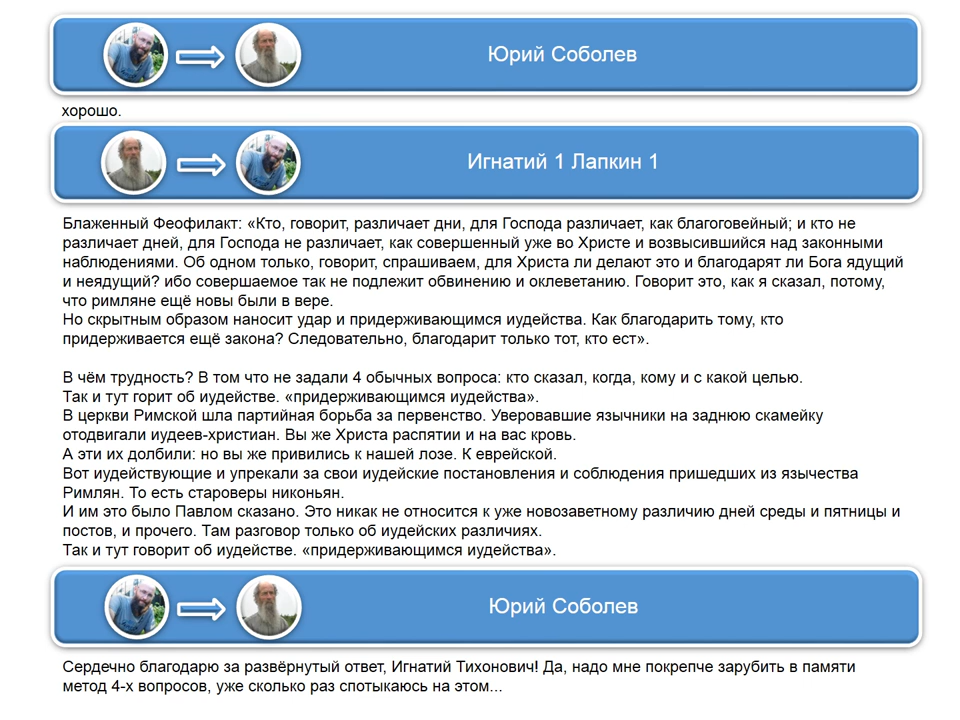 Юрий Соболев
хорошо.
Игнатий 1 Лапкин 1
Блаженный Феофилакт: «Кто, говорит, различает дни, для Господа различает, как благоговейный; и кто не
различает дней, для Господа не различает, как совершенный уже во Христе и возвысившийся над законными
наблюдениями. Об одном только, говорит, спрашиваем, для Христа ли делают это и благодарят ли Бога ядущий
и неядущий? ибо совершаемое так не подлежит обвинению и оклеветанию. Говорит это, как я сказал, потому,
что римляне ещё новы были в вере.
Но скрытным образом наносит удар и придерживающимся иудейства. Как благодарить тому, кто
придерживается ещё закона? Следовательно, благодарит только тот, кто ест».
В чём трудность? В том что не задали 4 обычных вопроса: кто сказал, когда, кому и с какой целью.
Так и тут горит об иудействе. «придерживающимся иудейства».
В церкви Римской шла партийная борьба за первенство. Уверовавшие язычники на заднюю скамейку
отодвигали иудеев-христиан. Вы же Христа распятии и на вас кровь.
А эти их долбили: но вы же привились к нашей лозе. К еврейской.
Вот иудействующие и упрекали за свои иудейские постановления и соблюдения пришедших из язычества
Римлян. То есть староверы никоньян.
И им это было Павлом сказано. Это никак не относится к уже новозаветному различию дней среды и пятницы и
постов, и прочего. Там разговор только об иудейских различиях.
Так и тут говорит об иудействе. «придерживающимся иудейства».
Юрий Соболев
Сердечно благодарю за развёрнутый ответ, Игнатий Тихонович! Да, надо мне покрепче зарубить в памяти
метод 4-х вопросов, уже сколько раз спотыкаюсь на этом...